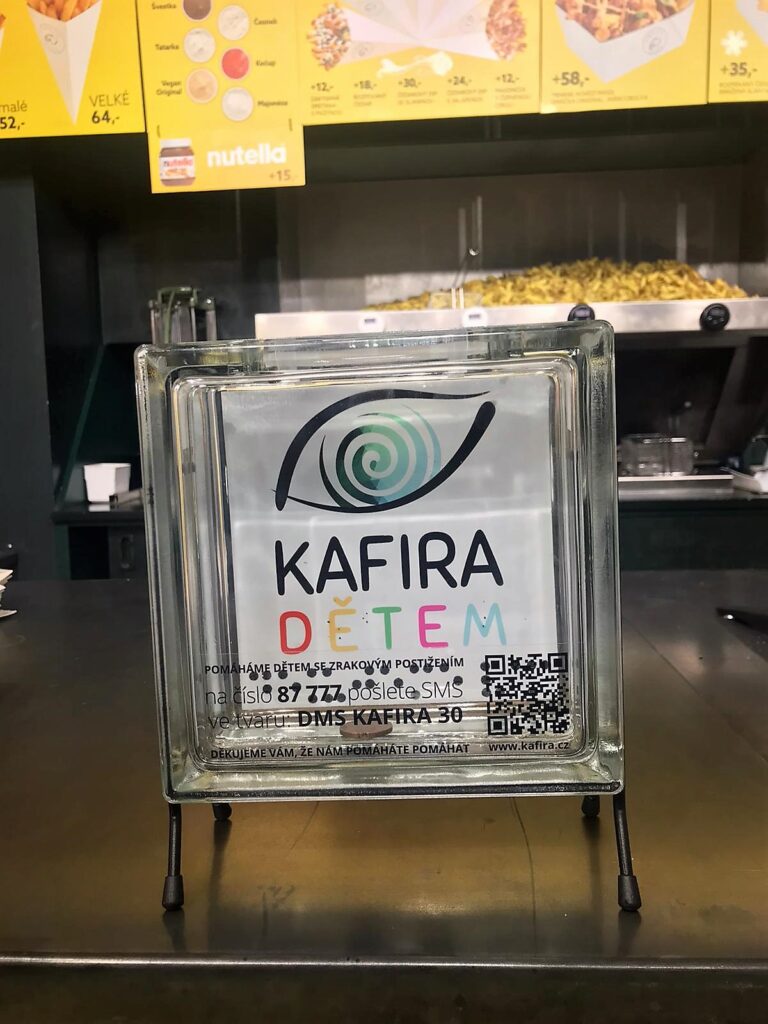 malé
52,-
VELKÉ
64,-
Švestka
Česnek
Tatarka
Kečup
Vegan
Original
Majonéza
nutella
nutella
+15,-
+12,-
+18,-
+30,-
+24,-
+12,-
+58,-
+35,-
KAFIRA
DĚTEM
POMÁHÁME DĚTEM SE ZRAKOVÝM POSTIŽENÍM
na číslo 87 777 pošlete SMS
ve tvaru: DMS KAFIRA 30
DĚKUJEME VÁM, ŽE NÁM POMÁHÁTE POMÁHAT
www.kafira.cz